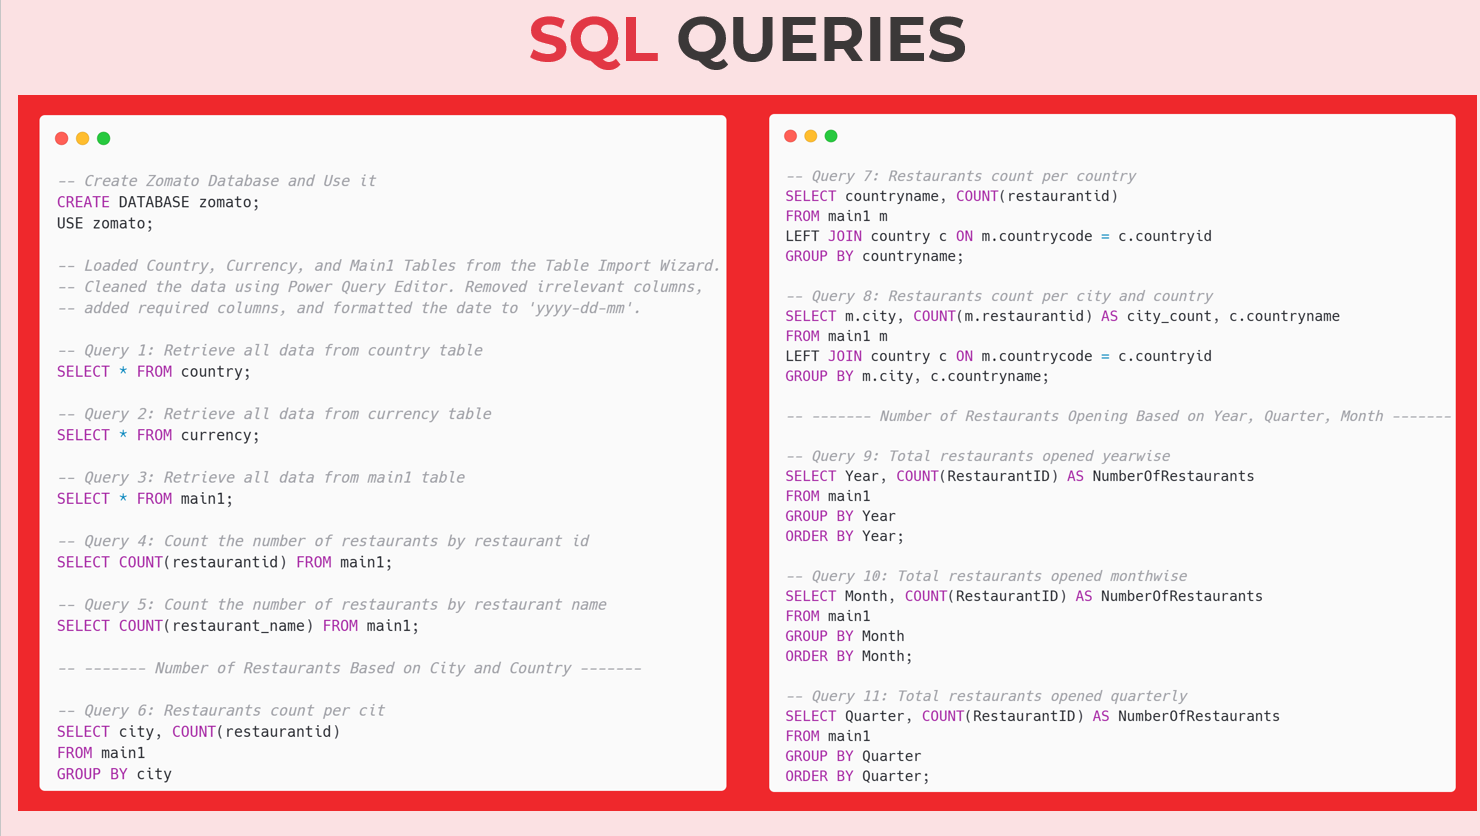 SQL QUERIES
-- Create Zomato Database and Use it
CREATE DATABASE zomato;
USE zomato;
-- Loaded Country, Currency, and Main1 Tables from the Table Import Wizard.
-- Cleaned the data using Power Query Editor. Removed irrelevant columns,
-- added required columns, and formatted the date to 'yyyy-dd-mm'.
-- Query 1: Retrieve all data from country table
SELECT * FROM country;
-- Query 2: Retrieve all data from currency table
SELECT * FROM currency;
-- Query 3: Retrieve all data from main1 table
SELECT * FROM main1;
-- Query 4: Count the number of restaurants by restaurant id
SELECT COUNT(restaurantid) FROM main1;
-- Query 5: Count the number of restaurants by restaurant name
SELECT COUNT(restaurant_name) FROM main1;
-- ------- Number of Restaurants Based on City and Country -------
-- Query 6: Restaurants count per cit
SELECT city, COUNT(restaurantid)
FROM main1
GROUP BY city
-- Query 7: Restaurants count per country
SELECT countryname, COUNT(restaurantid)
FROM main1 m
LEFT JOIN country c ON m.countrycode = c.countryid
GROUP BY countryname;
-- Query 8: Restaurants count per city and country
SELECT m.city, COUNT(m.restaurantid) AS city_count, c.countryname
FROM main1 m
LEFT JOIN country c ON m.countrycode = c.countryid
GROUP BY m.city, c.countryname;
-- ------- Number of Restaurants Opening Based on Year, Quarter, Month -------
-- Query 9: Total restaurants opened yearwise
SELECT Year, COUNT(RestaurantID) AS NumberOfRestaurants
FROM main1
GROUP BY Year
ORDER BY Year;
-- Query 10: Total restaurants opened monthwise
SELECT Month, COUNT(RestaurantID) AS NumberOfRestaurants
FROM main1
GROUP BY Month
ORDER BY Month;
-- Query 11: Total restaurants opened quarterly
SELECT Quarter, COUNT(RestaurantID) AS NumberOfRestaurants
FROM main1
GROUP BY Quarter
ORDER BY Quarter;